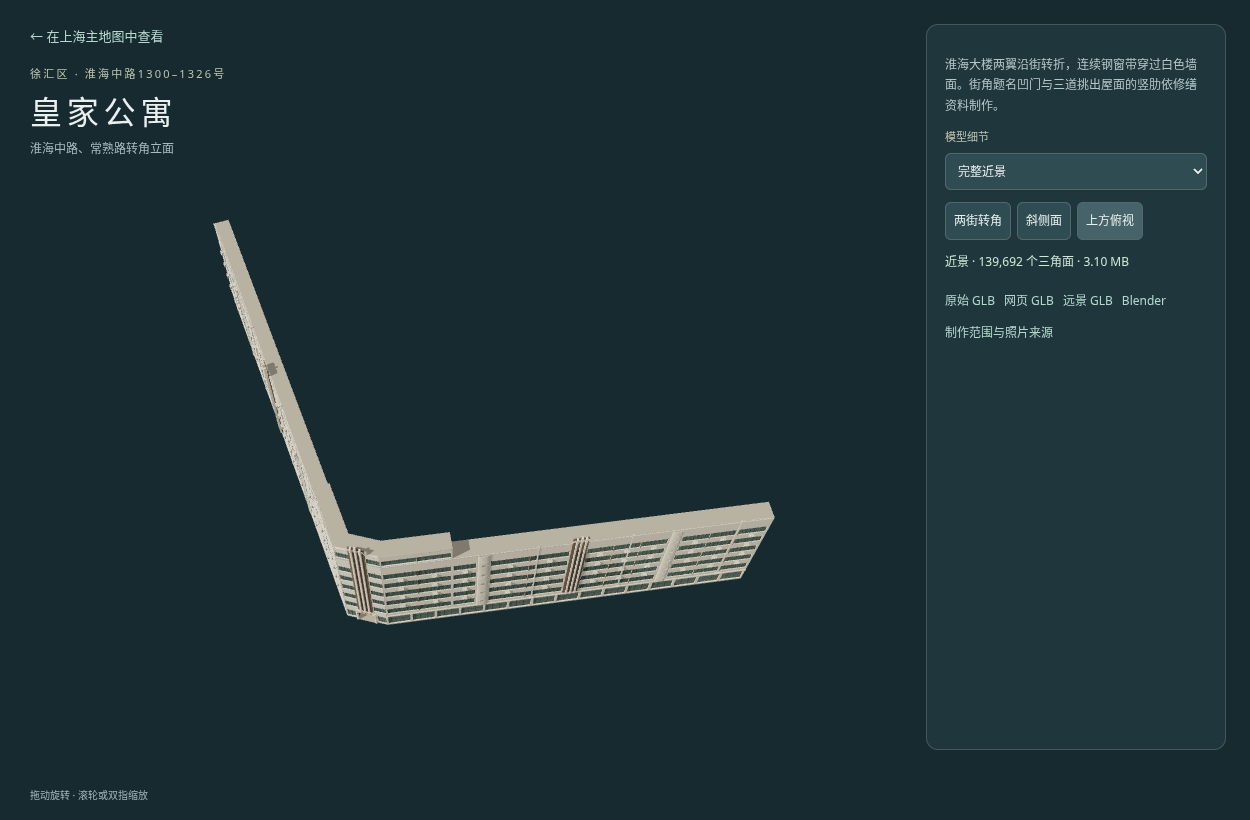 ← 在上海主地图中查看
徐汇区 · 淮海中路1300–1326号
皇家公寓
淮海中路、常熟路转角立面
淮海大楼两翼沿街转折，连续钢窗带穿过白色墙
面。街角题名凹门与三道挑出屋面的竖肋依修缮
资料制作。
模型细节
完整近景
两街转角 斜侧面 上方俯视
近景 · 139,692 个三角面 · 3.10 MB
原始 GLB 网页 GLB 远景 GLB Blender
制作范围与照片来源
拖动旋转 · 滚轮或双指缩放